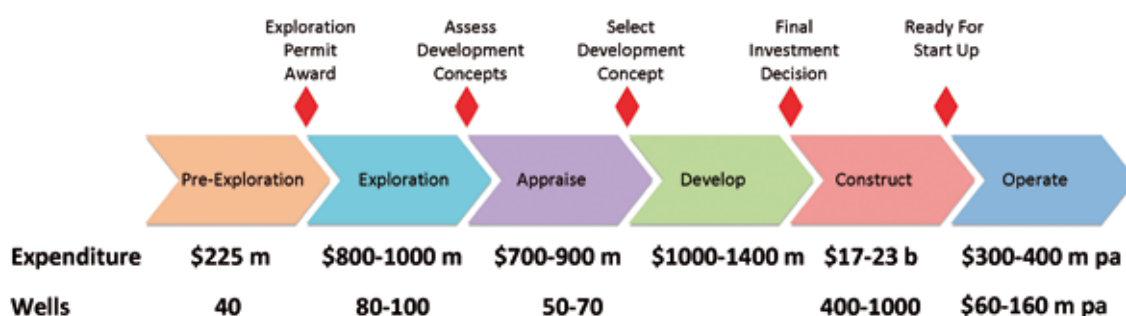 Exploration
Permit
Award
Assess
Development
Concepts
Select
Development
Concept
Final
Investment
Decision
Ready For
Start Up
Pre-Exploration
Exploration
Appraise
Develop
Construct
Operate
Expenditure $225 m $800-1000 m $700-900 m $1000-1400 m $17-23 b $300-400 m pa
Wells 40 80-100 50-70 400-1000 $60-160 m pa